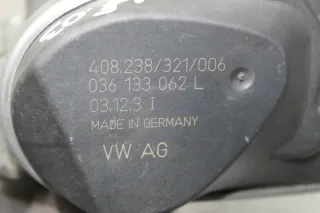 408.238/321/006
036 133 062 L
03.12.3 I
MADE IN GERMANY
VW AG